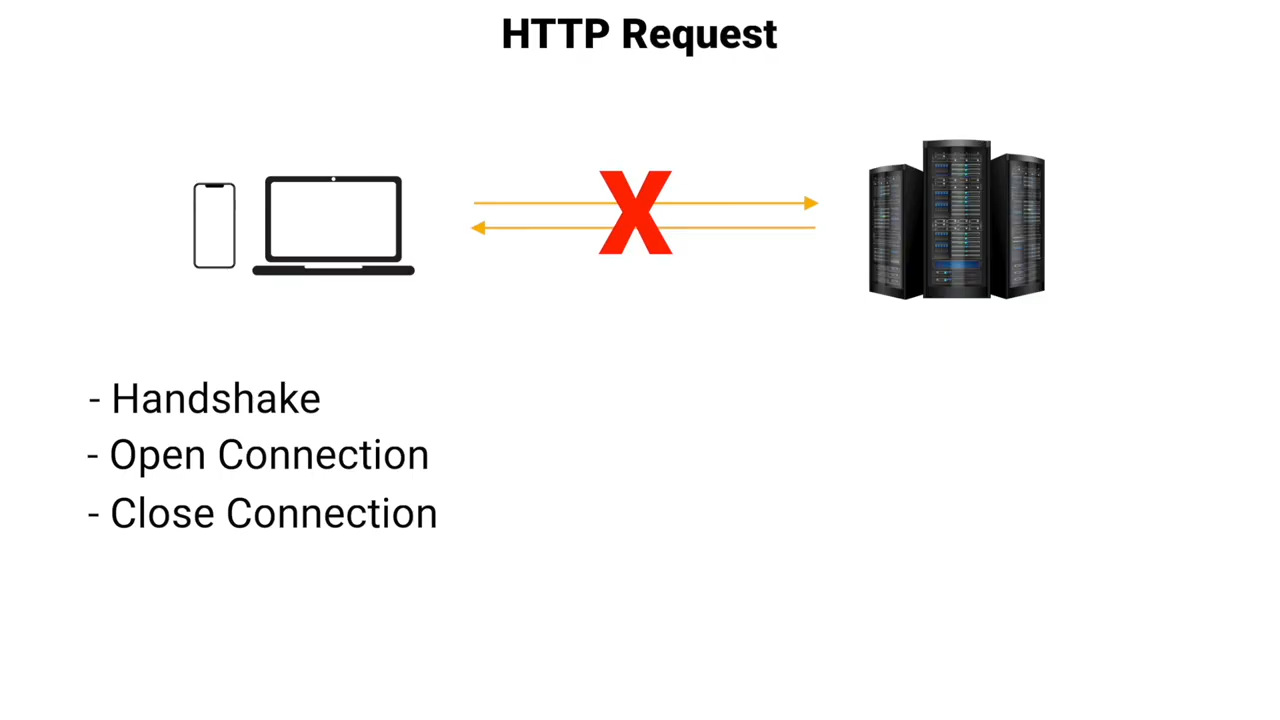 HTTP Request
X
- Handshake
- Open Connection
- Close Connection